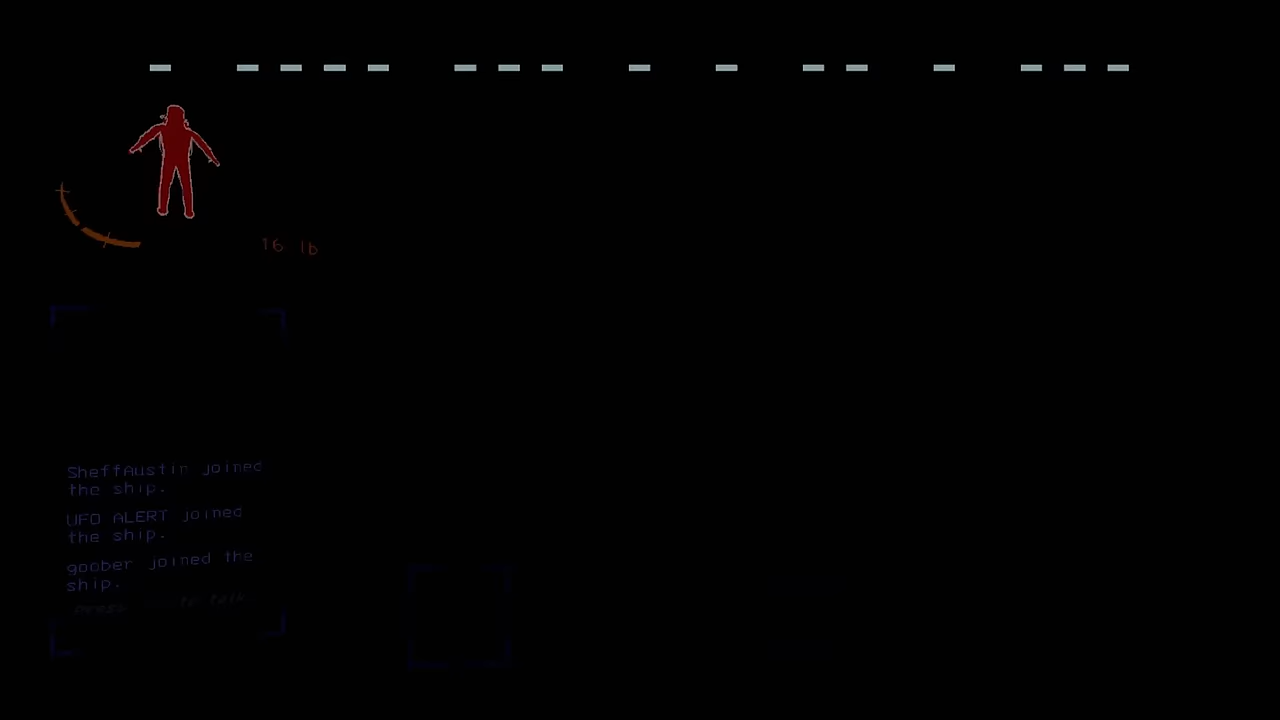 16 lb
SheffAustin joined
the ship.
UFO ALERT joined
the ship.
goober joined the
ship.